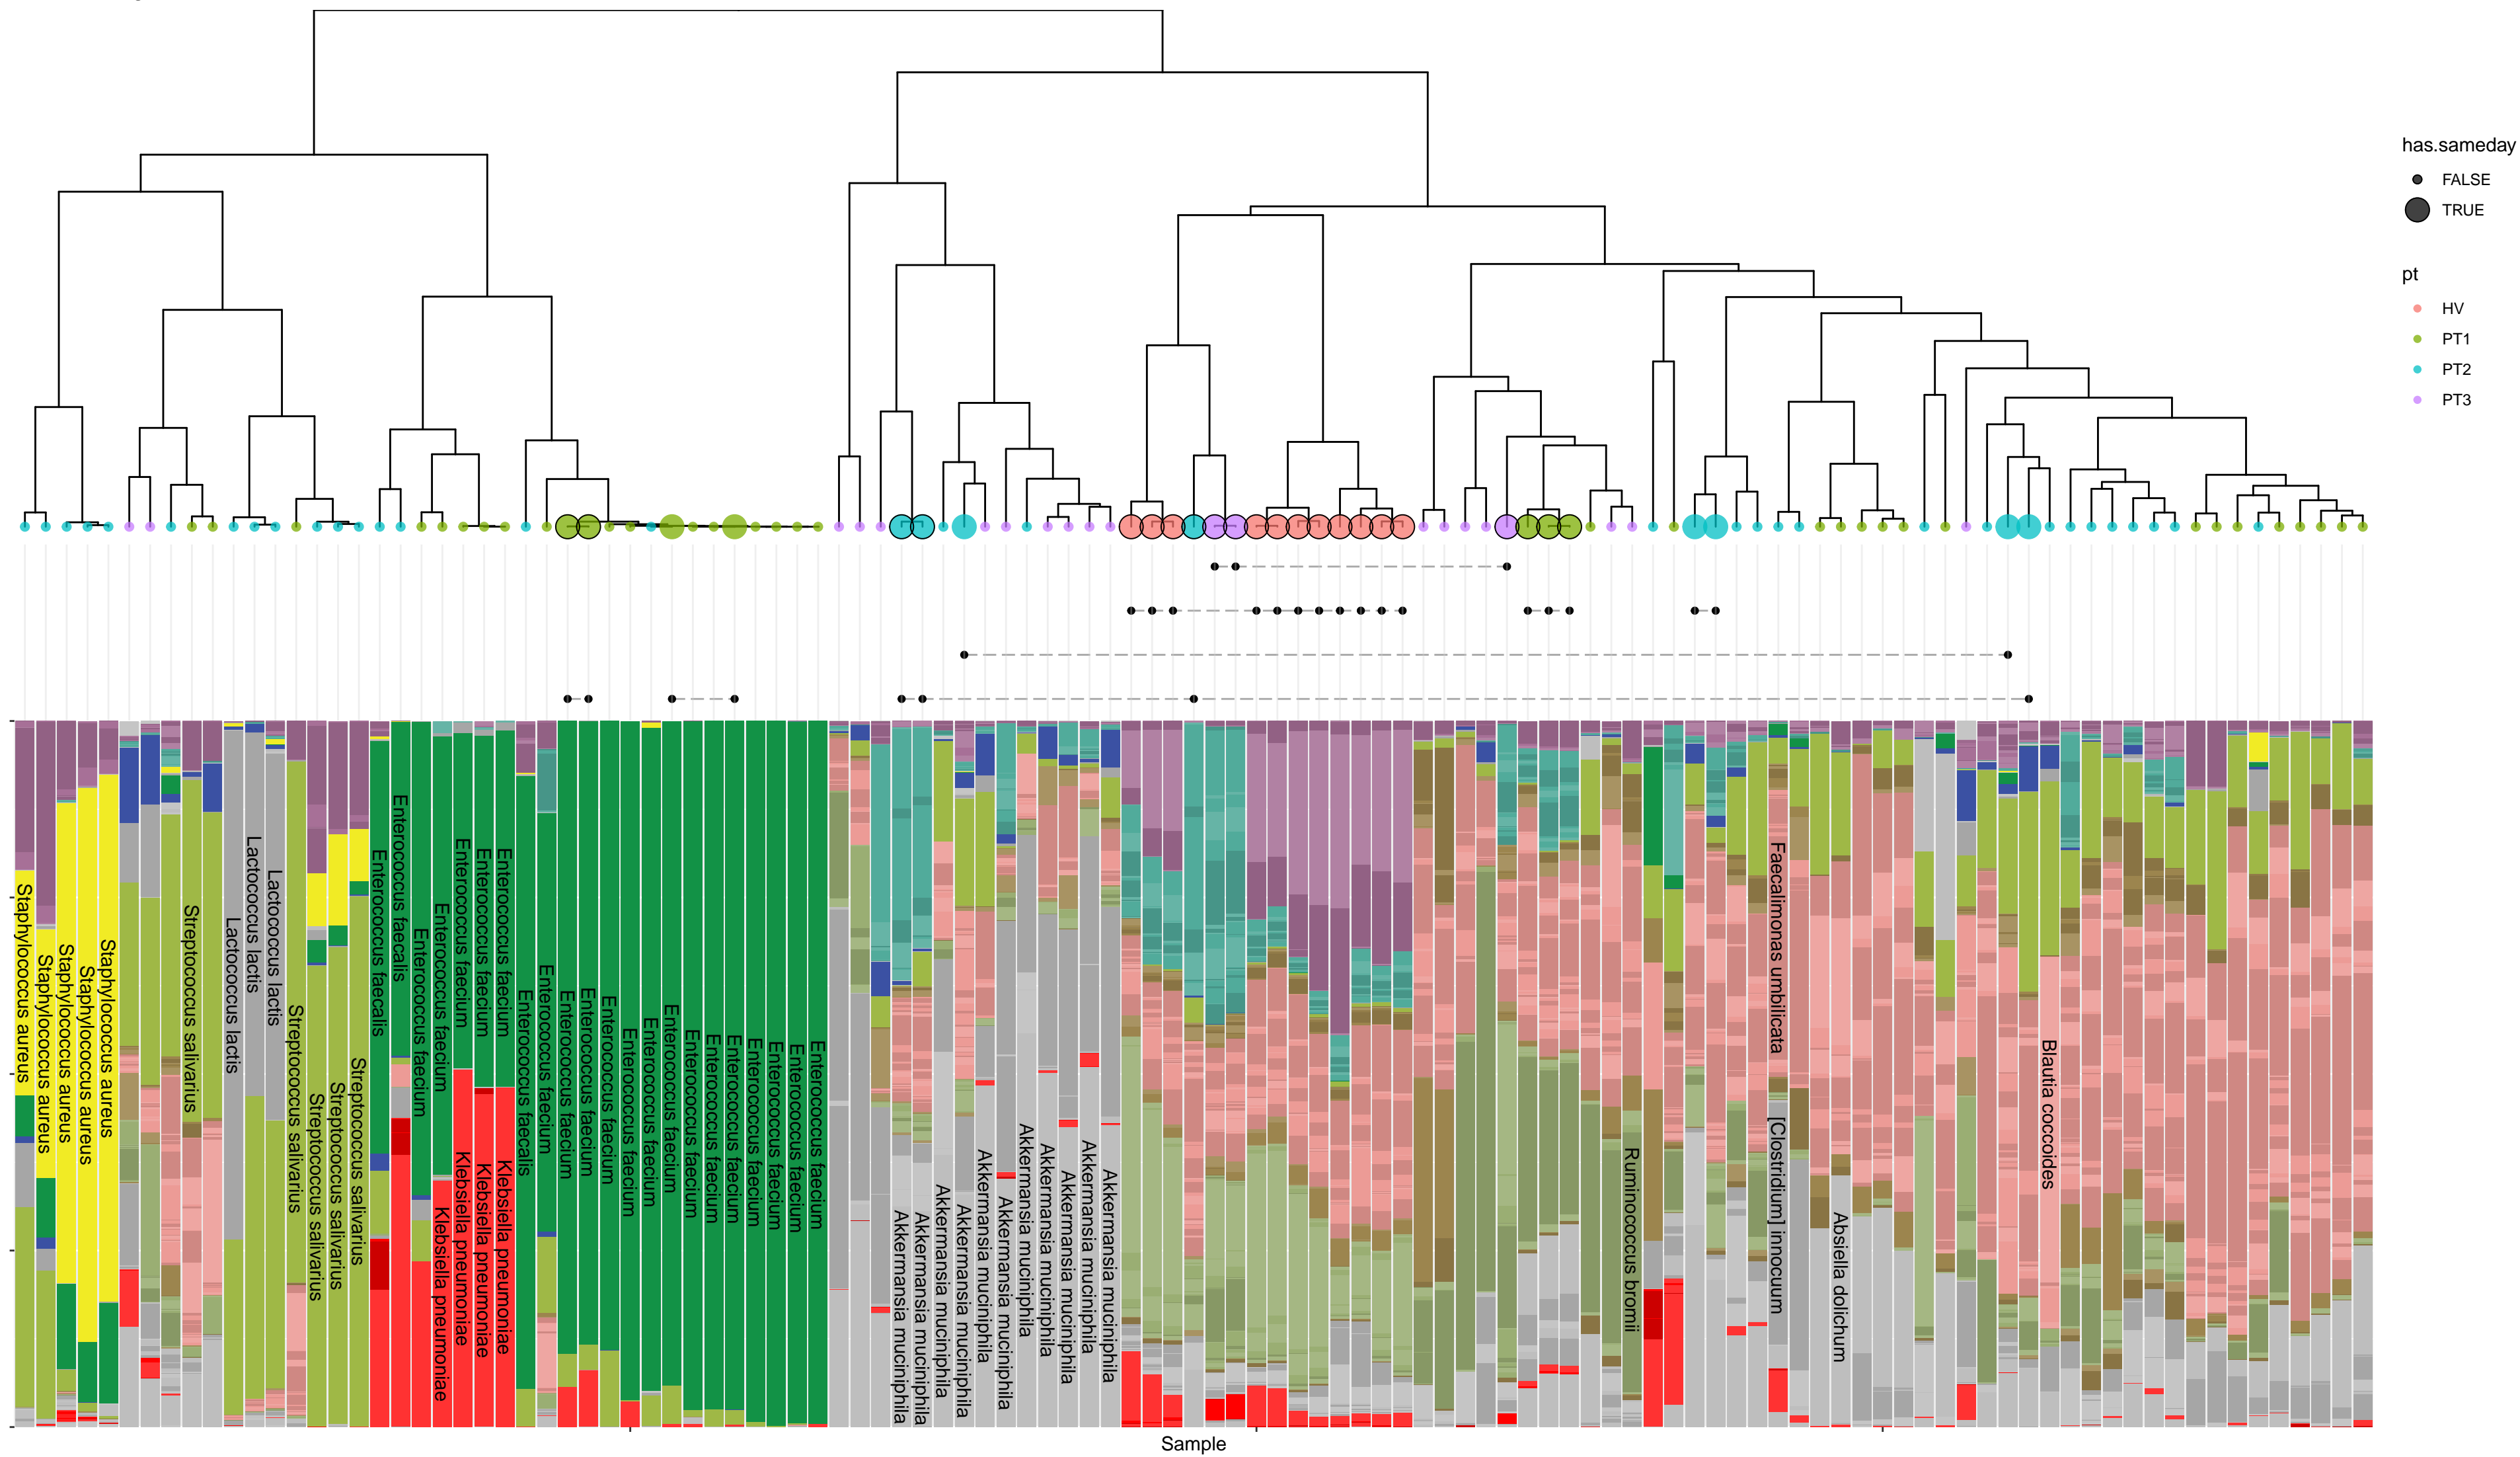 has.sameday
FALSE
TRUE
pt
HV
PT1
PT2
PT3
Staphylococcus aureus
Staphylococcus aureus
Staphylococcus aureus
Staphylococcus aureus
Staphylococcus aureus
Streptococcus salivarius
Lactococcus lactis
Lactococcus lactis
Lactococcus lactis
Streptococcus salivarius
Streptococcus salivarius
Streptococcus salivarius
Streptococcus salivarius
Enterococcus faecalis
Enterococcus faecalis
Enterococcus faecium
Enterococcus faecium
Klebsiella pneumoniae
Enterococcus faecium
Klebsiella pneumoniae
Enterococcus faecium
Klebsiella pneumoniae
Enterococcus faecium
Klebsiella pneumoniae
Enterococcus faecalis
Enterococcus faecium
Enterococcus faecium
Enterococcus faecium
Enterococcus faecium
Enterococcus faecium
Enterococcus faecium
Enterococcus faecium
Enterococcus faecium
Enterococcus faecium
Enterococcus faecium
Enterococcus faecium
Enterococcus faecium
Enterococcus faecium
Enterococcus faecium
Akkermansia muciniphila
Akkermansia muciniphila
Akkermansia muciniphila
Akkermansia muciniphila
Akkermansia muciniphila
Akkermansia muciniphila
Akkermansia muciniphila
Akkermansia muciniphila
Akkermansia muciniphila
Akkermansia muciniphila
Akkermansia muciniphila
Ruminococcus bromii
Faecalimonas umbilicata
[Clostridium] innocuum
Absiella dolichum
Blautia coccoides
Sample